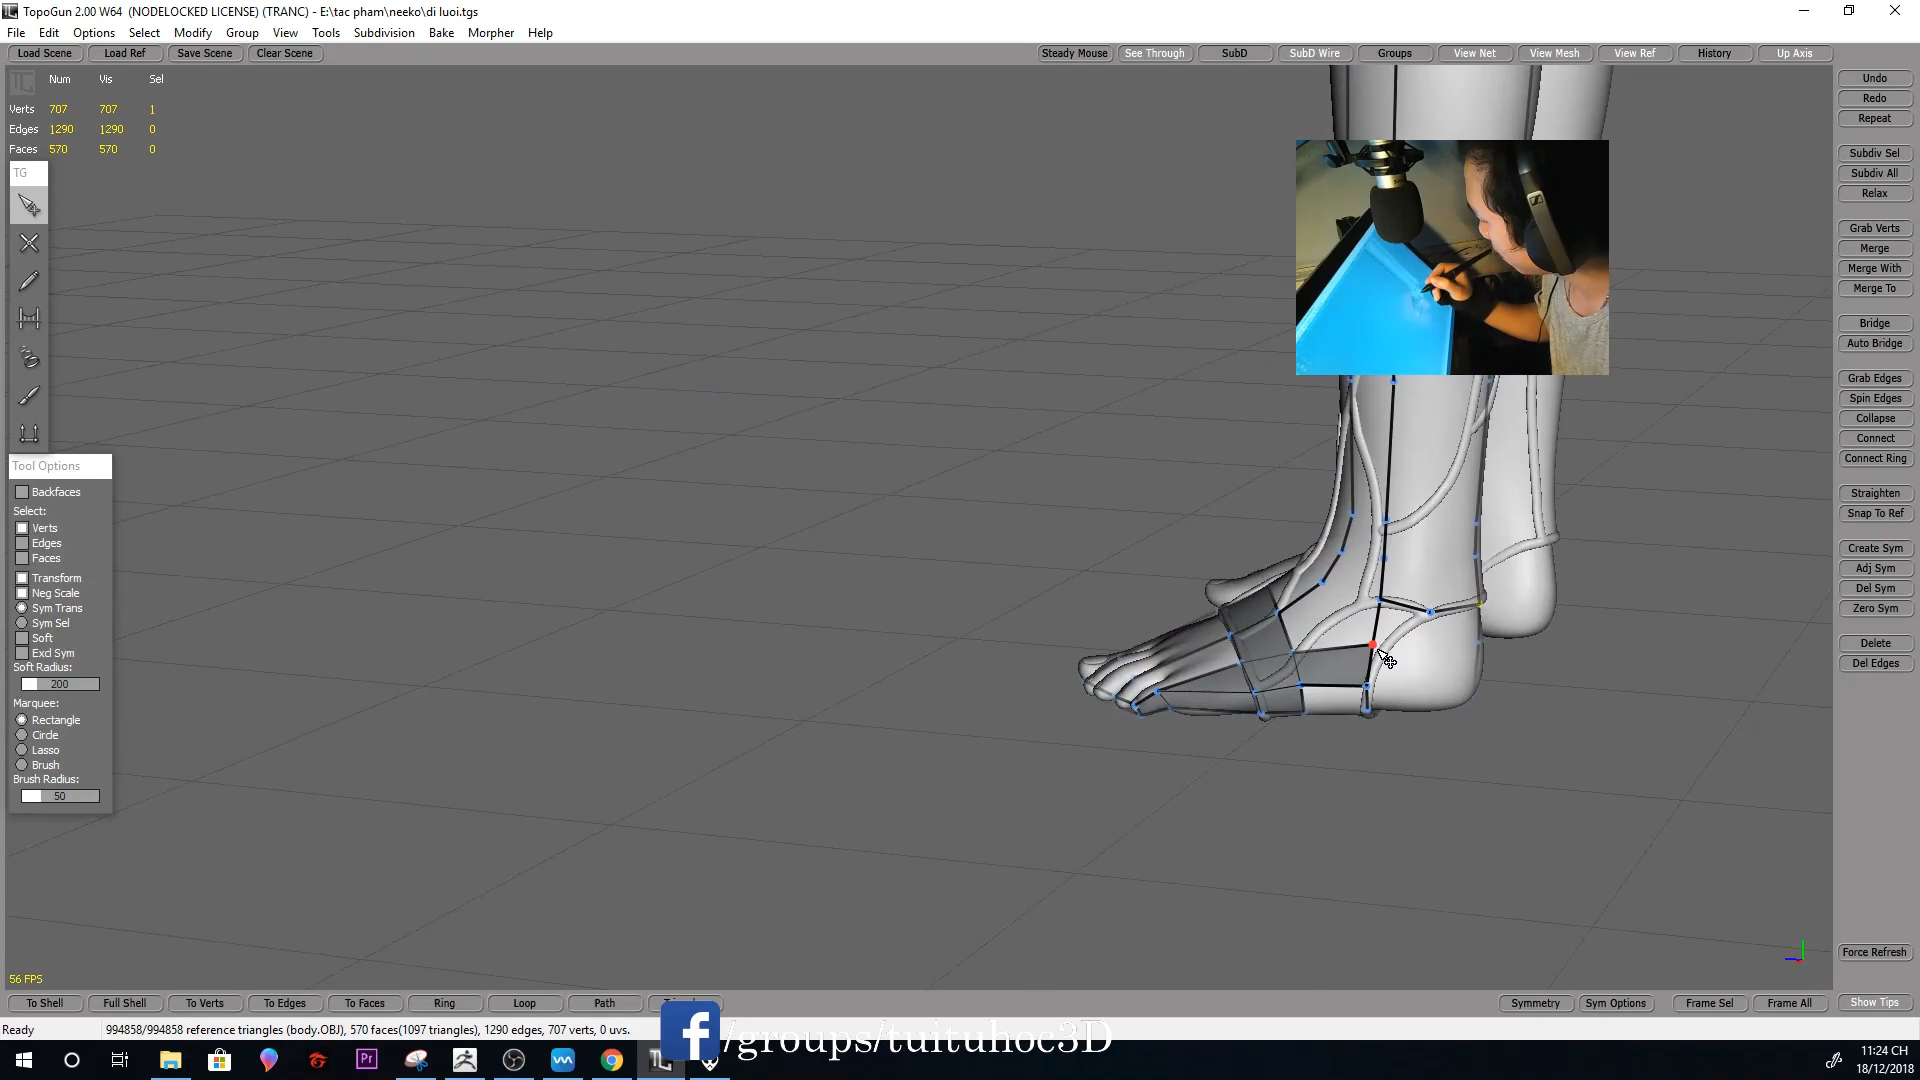 TopoGun 2.00 W64 (NODELOCKED LICENSE) (TRANC) - E:\tac pham\neeko\di luoi.tgs
File Edit Options Select Modify Group View Tools Subdivision Bake Morpher Help
Load Scene Load Ref Save Scene Clear Scene Steady Mouse See Through SubD SubD Wire Groups View Net View Mesh View Ref History Up Axis
Num Vis Sel
Verts 707 707 1
Edges 1290 1290 0
Faces 570 570 0
TG
Tool Options
Backfaces
Select:
Verts
Edges
Faces
Transform
Neg Scale
Sym Trans
Sym Sel
Soft
Excl Sym
Soft Radius:
200
Marquee:
Rectangle
Circle
Lasso
Brush
Brush Radius:
50
Undo
Redo
Repeat
Subdiv Sel
Subdiv All
Relax
Grab Verts
Merge
Merge With
Merge To
Bridge
Auto Bridge
Grab Edges
Spin Edges
Collapse
Connect
Connect Ring
Straighten
Snap To Ref
Create Sym
Adj Sym
Del Sym
Zero Sym
Delete
Del Edges
Force Refresh
56 FPS
To Shell Full Shell To Verts To Edges To Faces Ring Loop Path Symmetry Sym Options Frame Sel Frame All Show Tips
Ready 994858/994858 reference triangles (body.OBJ), 570 faces(1097 triangles), 1290 edges, 707 verts, 0 uvs.
/groups/tuituhoc3D
11:24 CH
18/12/2018